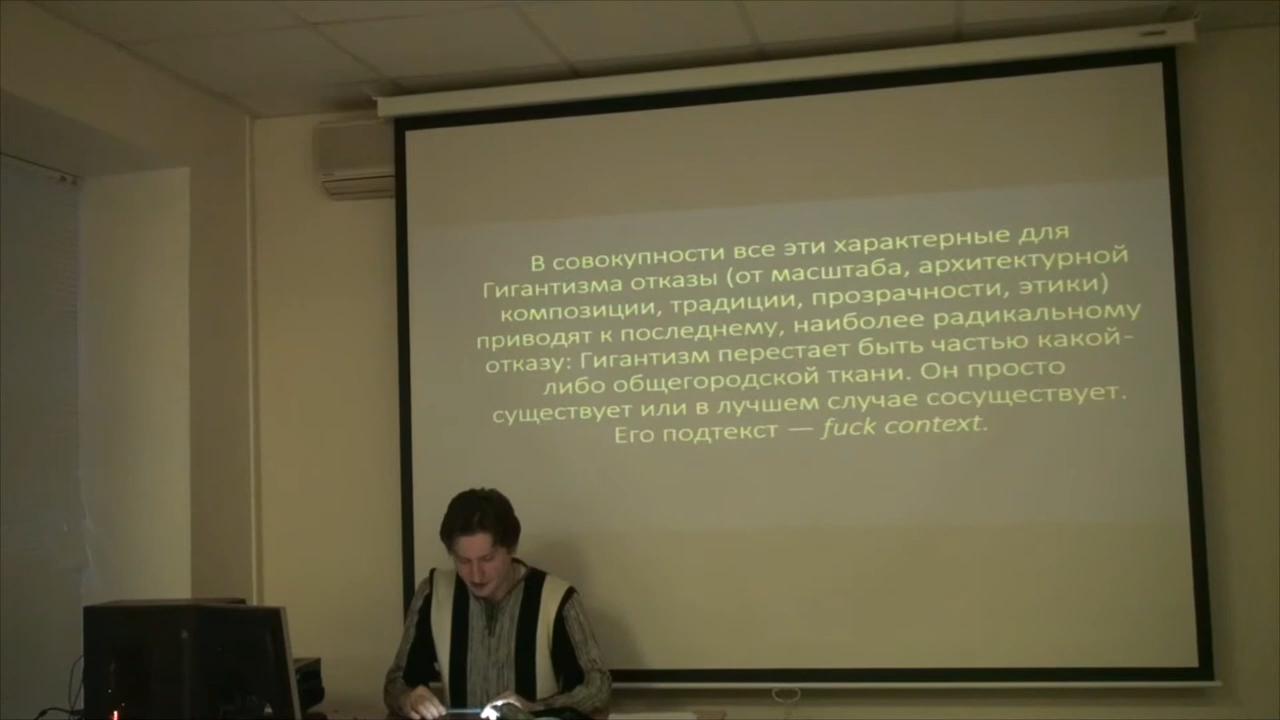 В совокупности все эти характерные для
Гигантизма отказы (от масштаба, архитектурной
композиции, традиции, прозрачности, этики)
приводят к последнему, наиболее радикальному
отказу: Гигантизм перестает быть частью какой-
либо общегородской ткани. Он просто
существует или в лучшем случае сосуществует.
Его подтекст — fuck context.